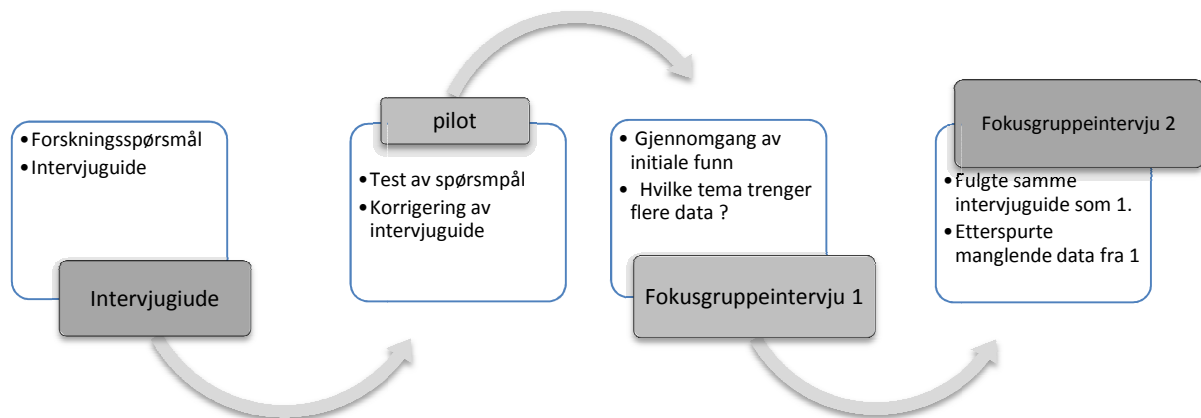 •Forskningsspørsmål
•Intervjuguide
Intervjugiude
pilot
•Test av spørsmpål
•Korrigering av
intervjuguide
• Gjennomgang av
initiale funn
• Hvilke tema trenger
flere data ?
Fokusgruppeintervju 1
Fokusgruppeintervju 2
•Fulgte samme
intervjuguide som 1.
•Etterspurte
manglende data fra 1